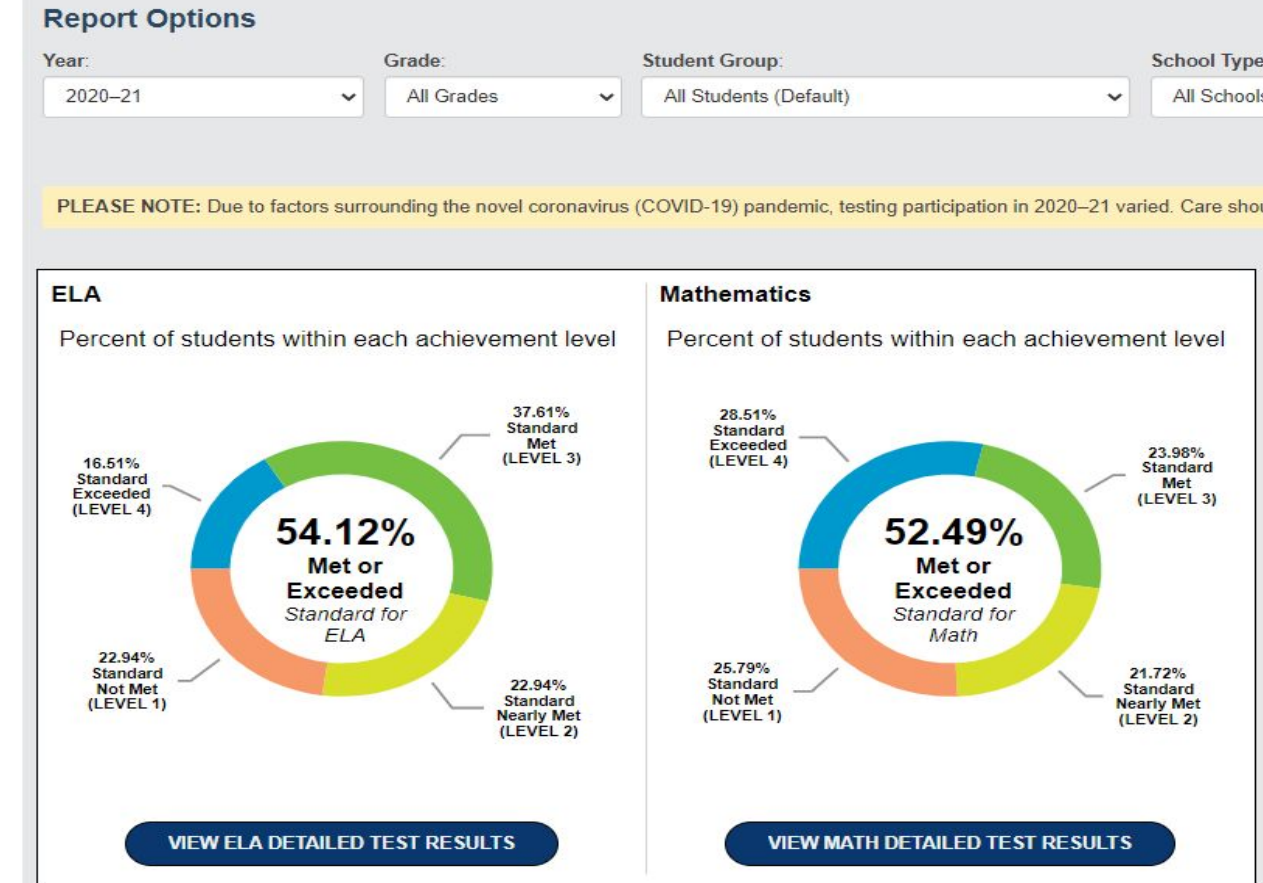 Report Options
Year: Grade: Student Group: School Type
2020–21 All Grades All Students (Default) All Schools
PLEASE NOTE: Due to factors surrounding the novel coronavirus (COVID-19) pandemic, testing participation in 2020–21 varied. Care shou
ELA
Percent of students within each achievement level
37.61%
Standard
Met
(LEVEL 3)
16.51%
Standard
Exceeded
(LEVEL 4)
54.12%
Met or
Exceeded
Standard for
ELA
22.94%
Standard
Not Met
(LEVEL 1)
22.94%
Standard
Nearly Met
(LEVEL 2)
VIEW ELA DETAILED TEST RESULTS
Mathematics
Percent of students within each achievement level
28.51%
Standard
Exceeded
(LEVEL 4)
23.98%
Standard
Met
(LEVEL 3)
52.49%
Met or
Exceeded
Standard for
Math
25.79%
Standard
Not Met
(LEVEL 1)
21.72%
Standard
Nearly Met
(LEVEL 2)
VIEW MATH DETAILED TEST RESULTS